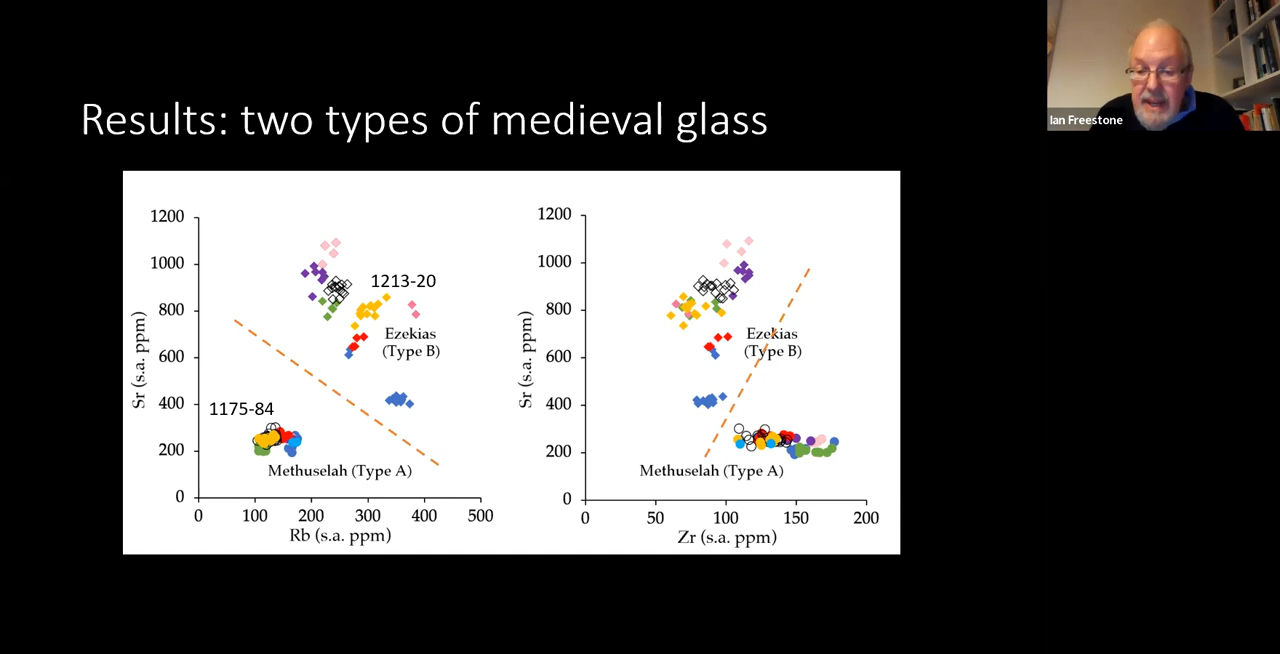 Ian Freestone
Results: two types of medieval glass
1200
1000
800
600
400
200
0
Sr (s.a. ppm)
1213-20
Ezekias
(Type B)
1175-84
Methuselah (Type A)
0 100 200 300 400 500
Rb (s.a. ppm)
1200
1000
800
600
400
200
0
Sr (s.a. ppm)
Ezekias
(Type B)
Methuselah (Type A)
0 50 100 150 200
Zr (s.a. ppm)